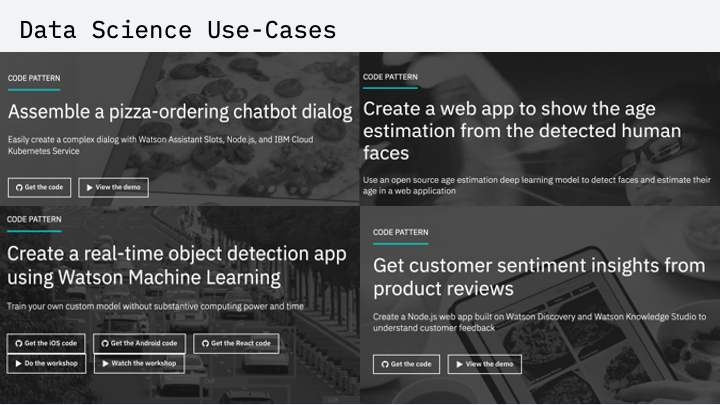 Data Science Use-Cases
CODE PATTERN
Assemble a pizza-ordering chatbot dialog
Easily create a complex dialog with Watson Assistant Slots, Node.js, and IBM Cloud
Kubernetes Service
Get the code
View the demo
CODE PATTERN
Create a web app to show the age
estimation from the detected human
faces
Use an open source age estimation deep learning model to detect faces and estimate their
age in a web application
CODE PATTERN
Create a real-time object detection app
using Watson Machine Learning
Train your own custom model without substantive computing power and time
Get the iOS code
Get the Android code
Get the React code
Do the workshop
Watch the workshop
CODE PATTERN
Get customer sentiment insights from
product reviews
Create a Node.js web app built on Watson Discovery and Watson Knowledge Studio to
understand customer feedback
Get the code
View the demo